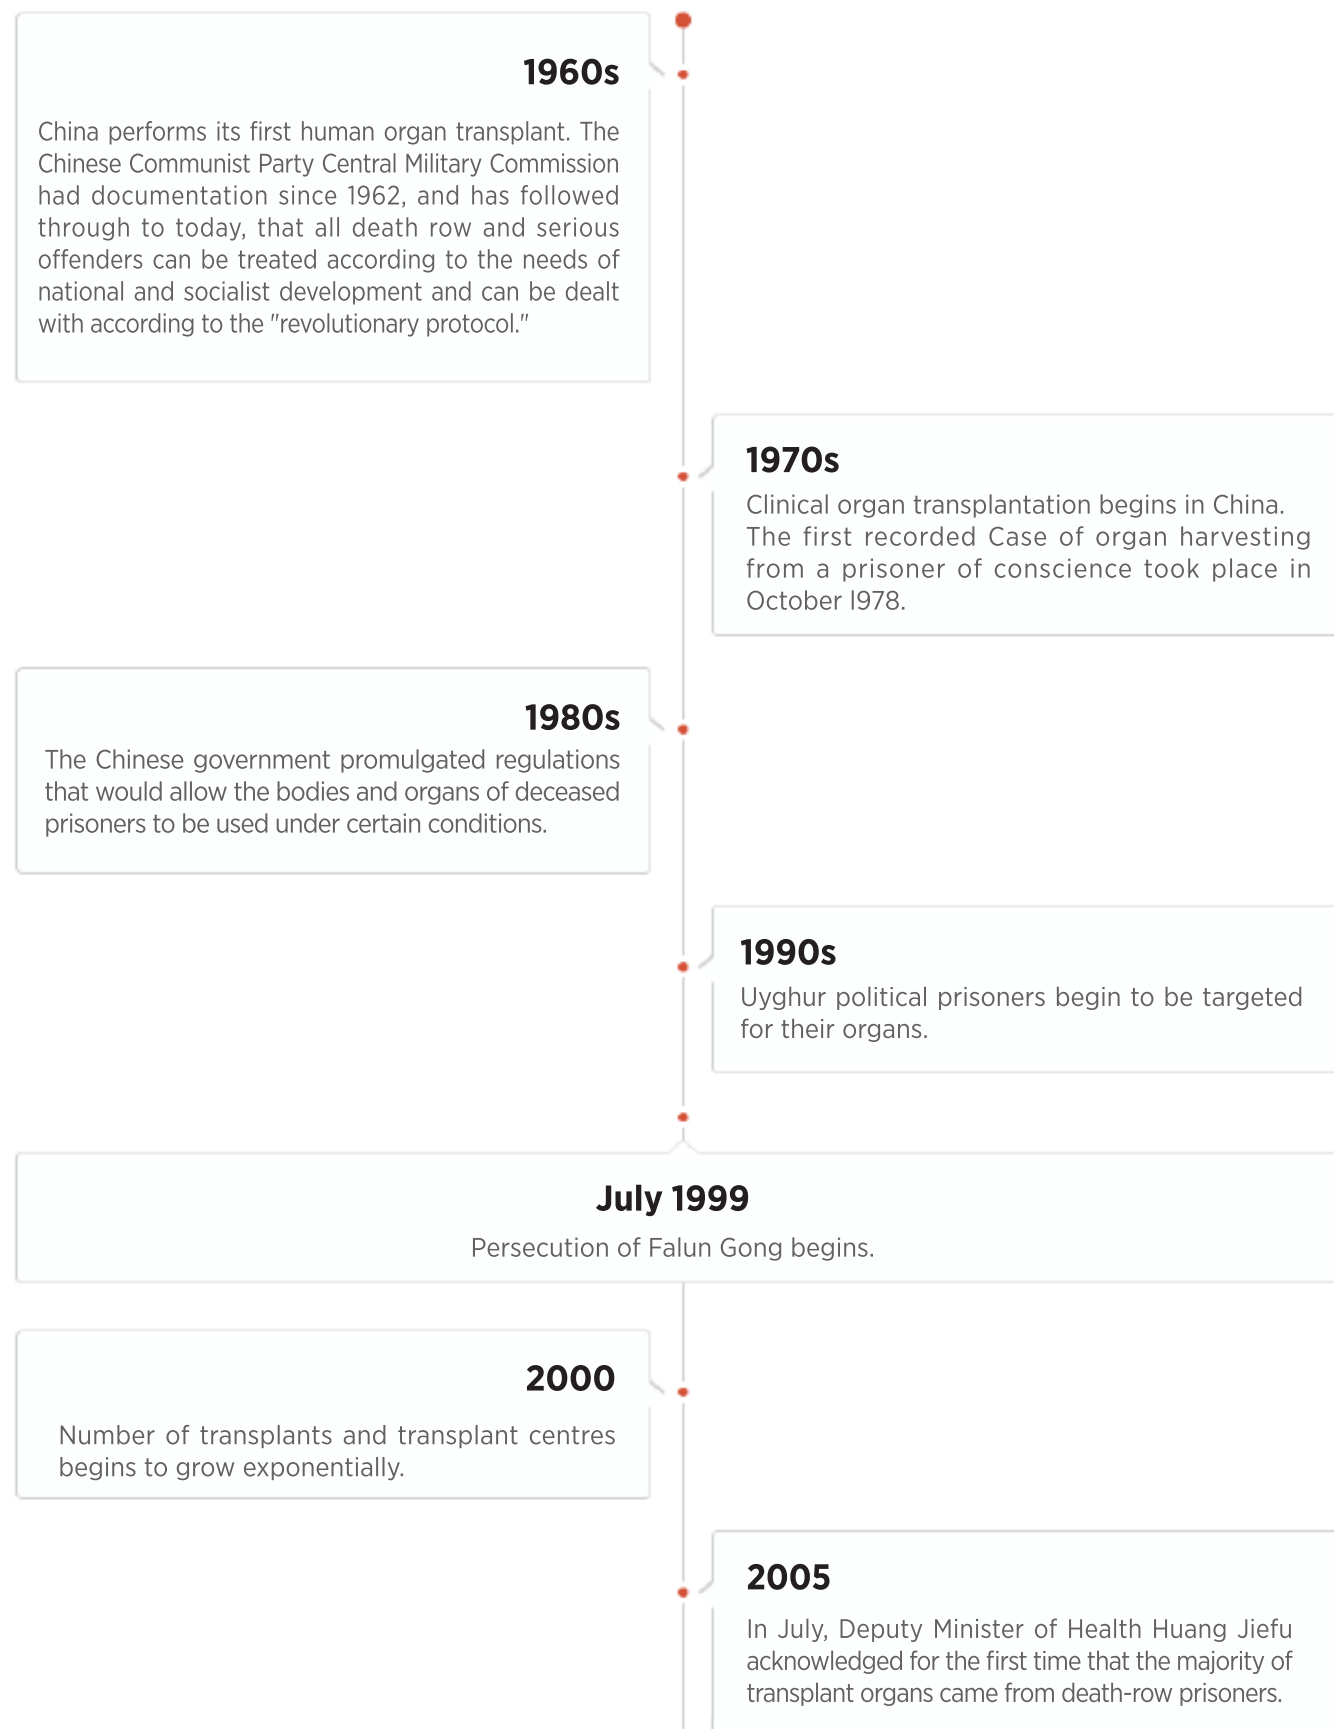 1960s
China performs its first human organ transplant. The
Chinese Communist Party Central Military Commission
had documentation since 1962, and has followed
through to today, that all death row and serious
offenders can be treated according to the needs of
national and socialist development and can be dealt
with according to the "revolutionary protocol."
1970s
Clinical organ transplantation begins in China.
The first recorded Case of organ harvesting
from a prisoner of conscience took place in
October l978.
1980s
The Chinese government promulgated regulations
that would allow the bodies and organs of deceased
prisoners to be used under certain conditions.
1990s
Uyghur political prisoners begin to be targeted
for their organs.
July 1999
Persecution of Falun Gong begins.
2000
Number of transplants and transplant centres
begins to grow exponentially.
2005
In July, Deputy Minister of Health Huang Jiefu
acknowledged for the first time that the majority of
transplant organs came from death-row prisoners.